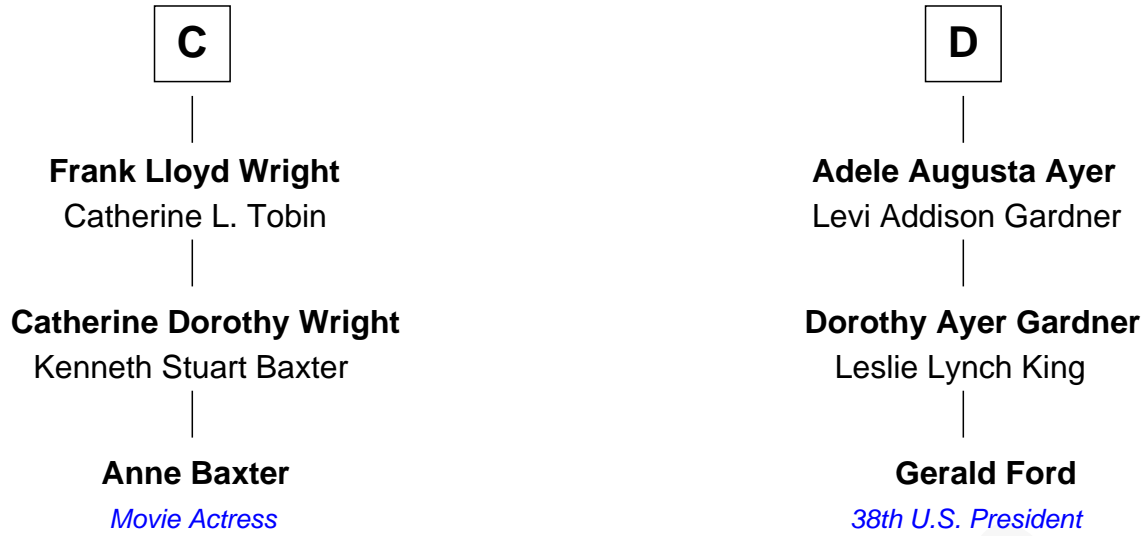 C
Frank Lloyd Wright
Catherine L. Tobin
Catherine Dorothy Wright
Kenneth Stuart Baxter
Anne Baxter
Movie Actress
D
Adele Augusta Ayer
Levi Addison Gardner
Dorothy Ayer Gardner
Leslie Lynch King
Gerald Ford
38th U.S. President